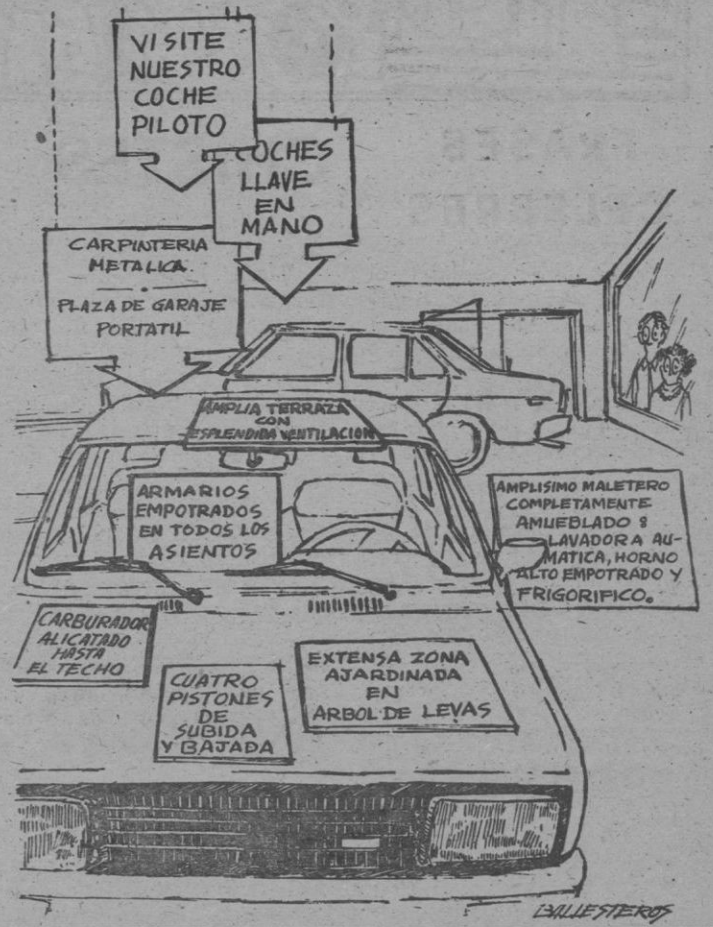 VISITE
NUESTRO
COCHE
PILOTO
COCHES
LLAVE
EN
MANO
CARPINTERIA
METALICA.
PLAZA DE GARAJE
PORTATIL
AMPLIA TERRAZA
CON
ESPLENDIDA VENTILACION
ARMARIOS
EMPOTRADOS
EN TODOS LOS
ASIENTOS
AMPLISIMO MALETERO
COMPLETAMENTE
AMUEBLADO:
LAVADORA AU-
MATICA, HORNO
ALTO EMPOTRADO Y
FRIGORIFICO.
CARBURADOR
ALICATADO
HASTA
EL TECHO
CUATRO
PISTONES
DE
SUBIDA
Y BAJADA
EXTENSA ZONA
AJARDINADA
EN
ARBOL DE LEVAS
BALLESTEROS